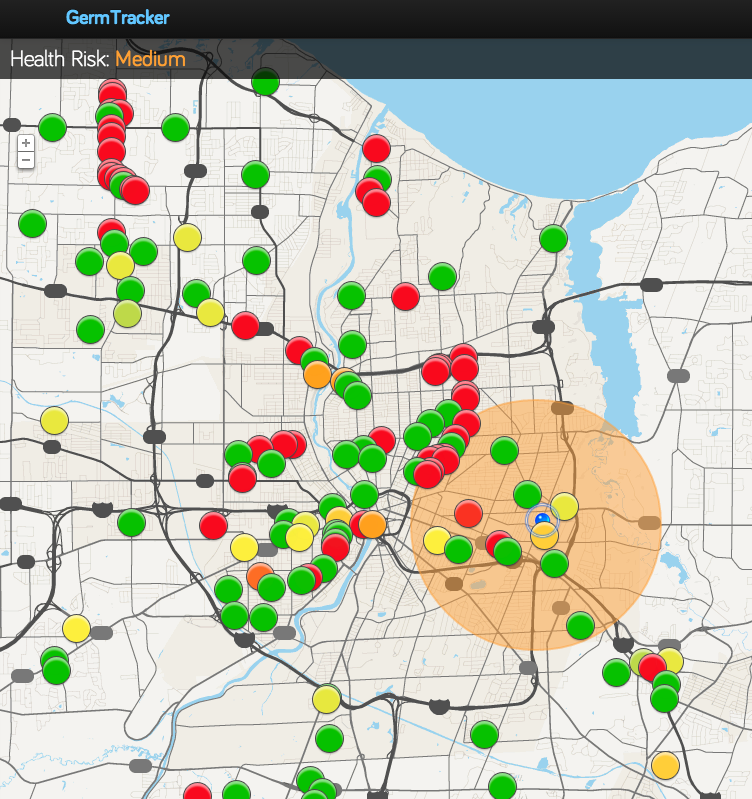 GermTracker
Health Risk: Medium
+
−